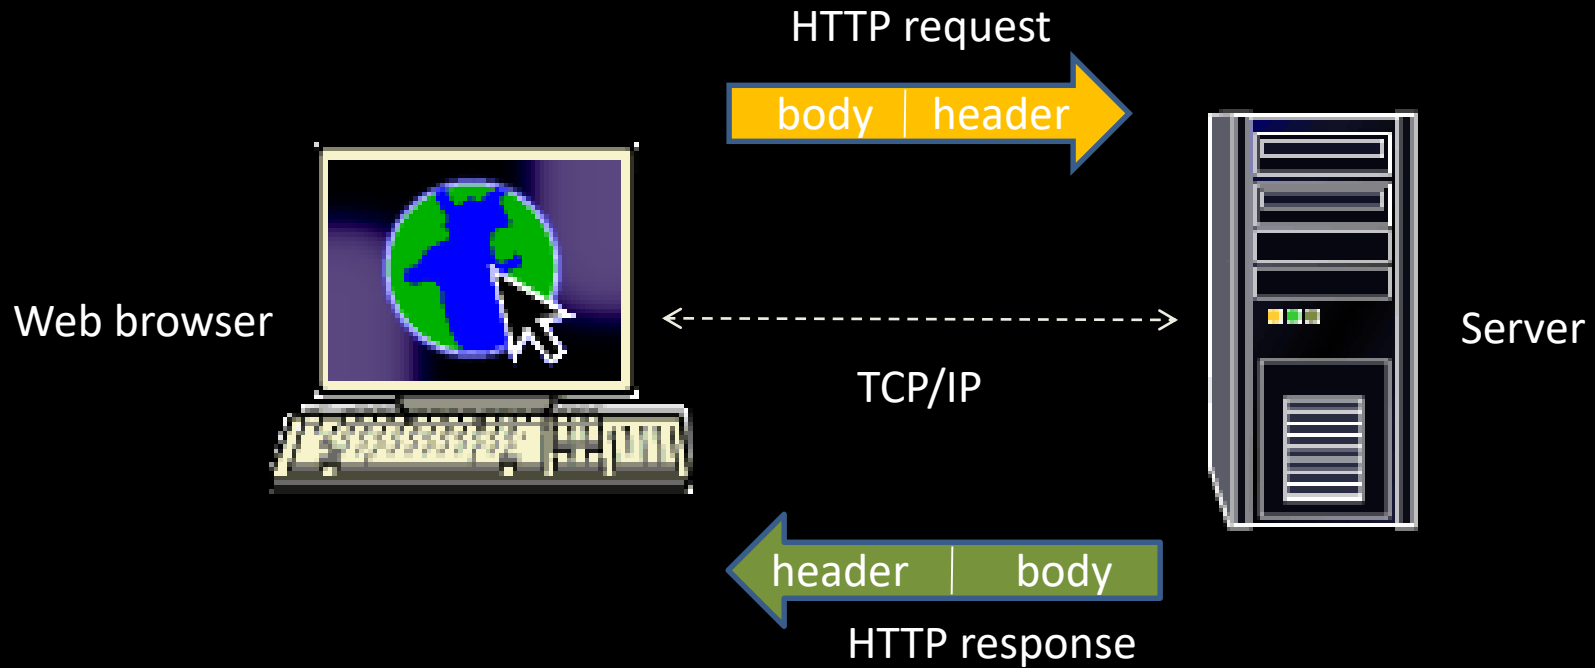 HTTP request
body header
Web browser
TCP/IP
Server
header body
HTTP response